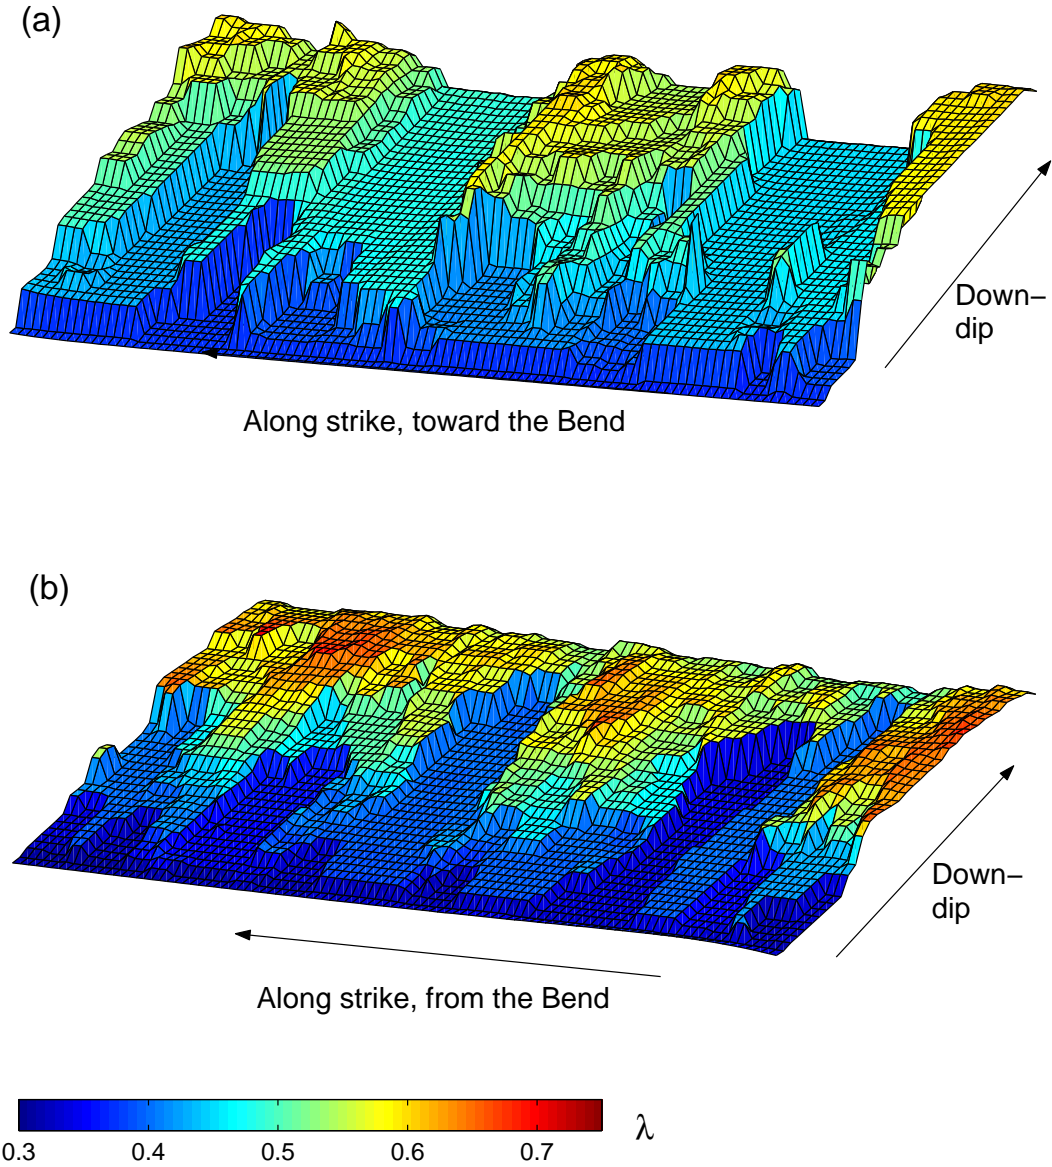 (a)
Down–
dip
Along strike, toward the Bend
(b)
Down–
dip
Along strike, from the Bend
λ
0.3 0.4 0.5 0.6 0.7